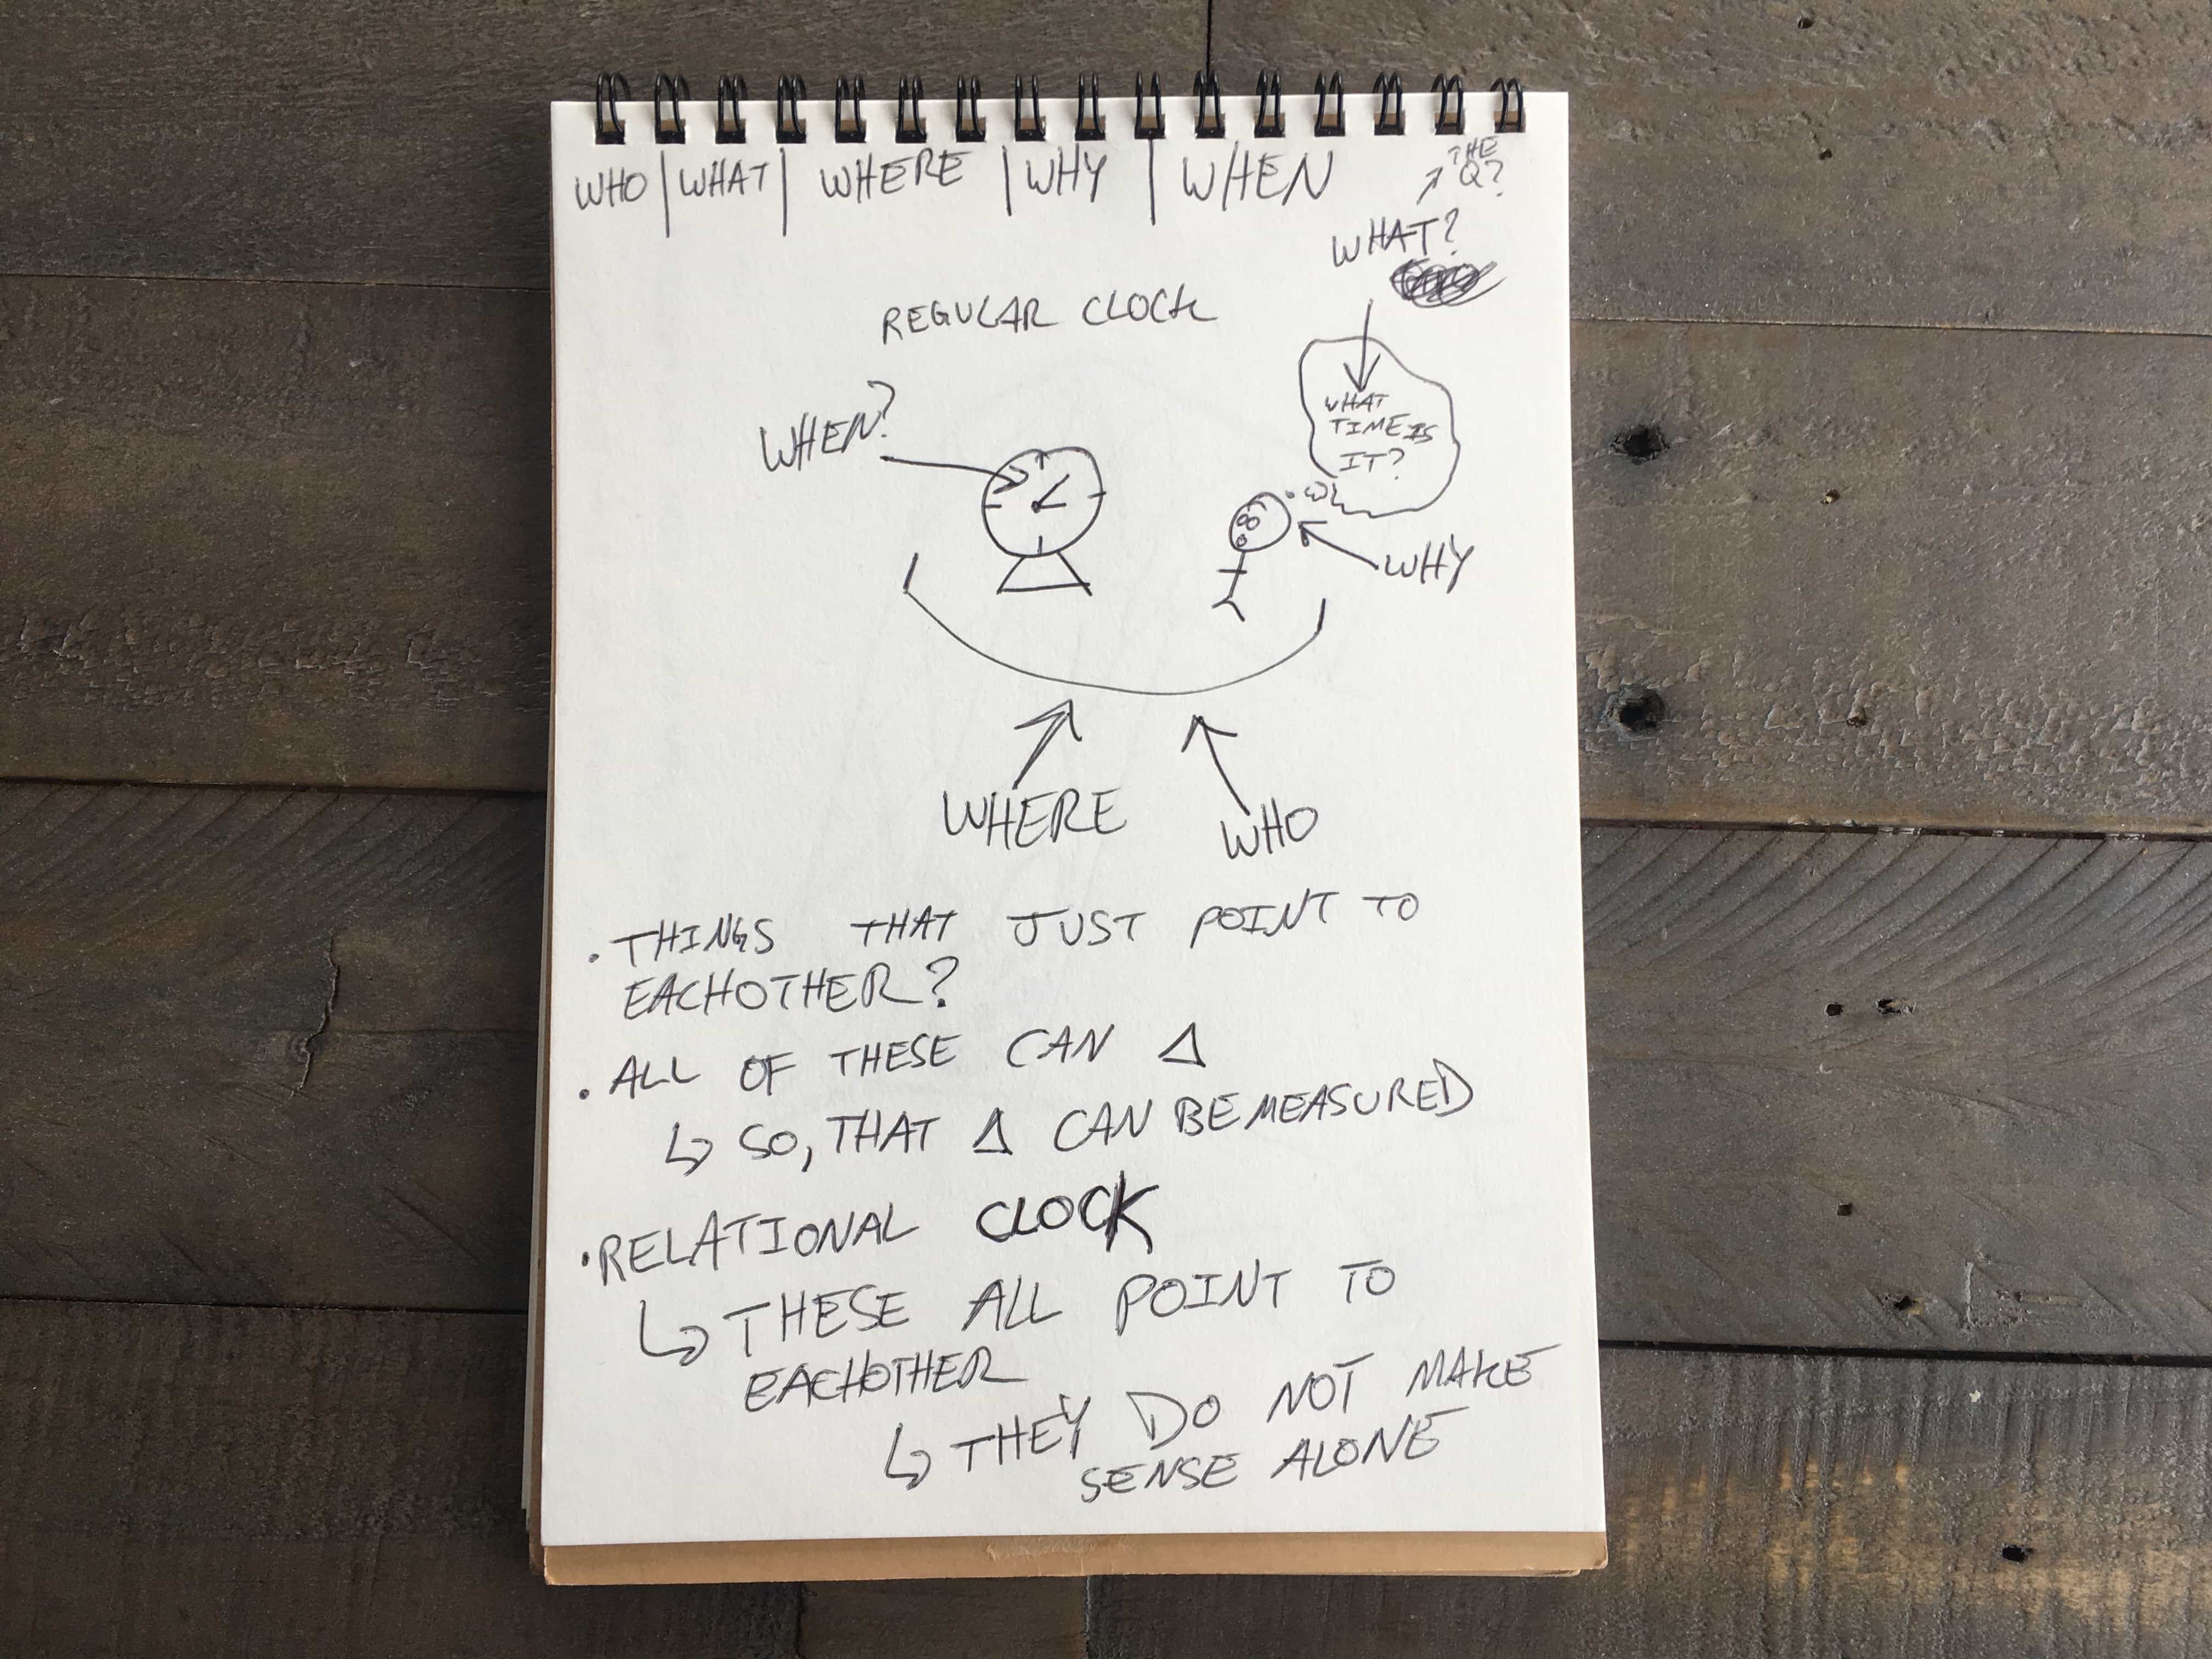 WHO | WHAT | WHERE | WHY | WHEN
THE
Q?
WHAT?
REGULAR CLOCK
WHEN?
WHAT
TIME IS
IT?
WHY
WHERE
WHO
• THINGS THAT JUST POINT TO
EACHOTHER?
• ALL OF THESE CAN Δ
↳ SO, THAT Δ CAN BE MEASURED
• RELATIONAL CLOCK
↳ THESE ALL POINT TO
EACHOTHER
↳ THEY DO NOT MAKE
SENSE ALONE